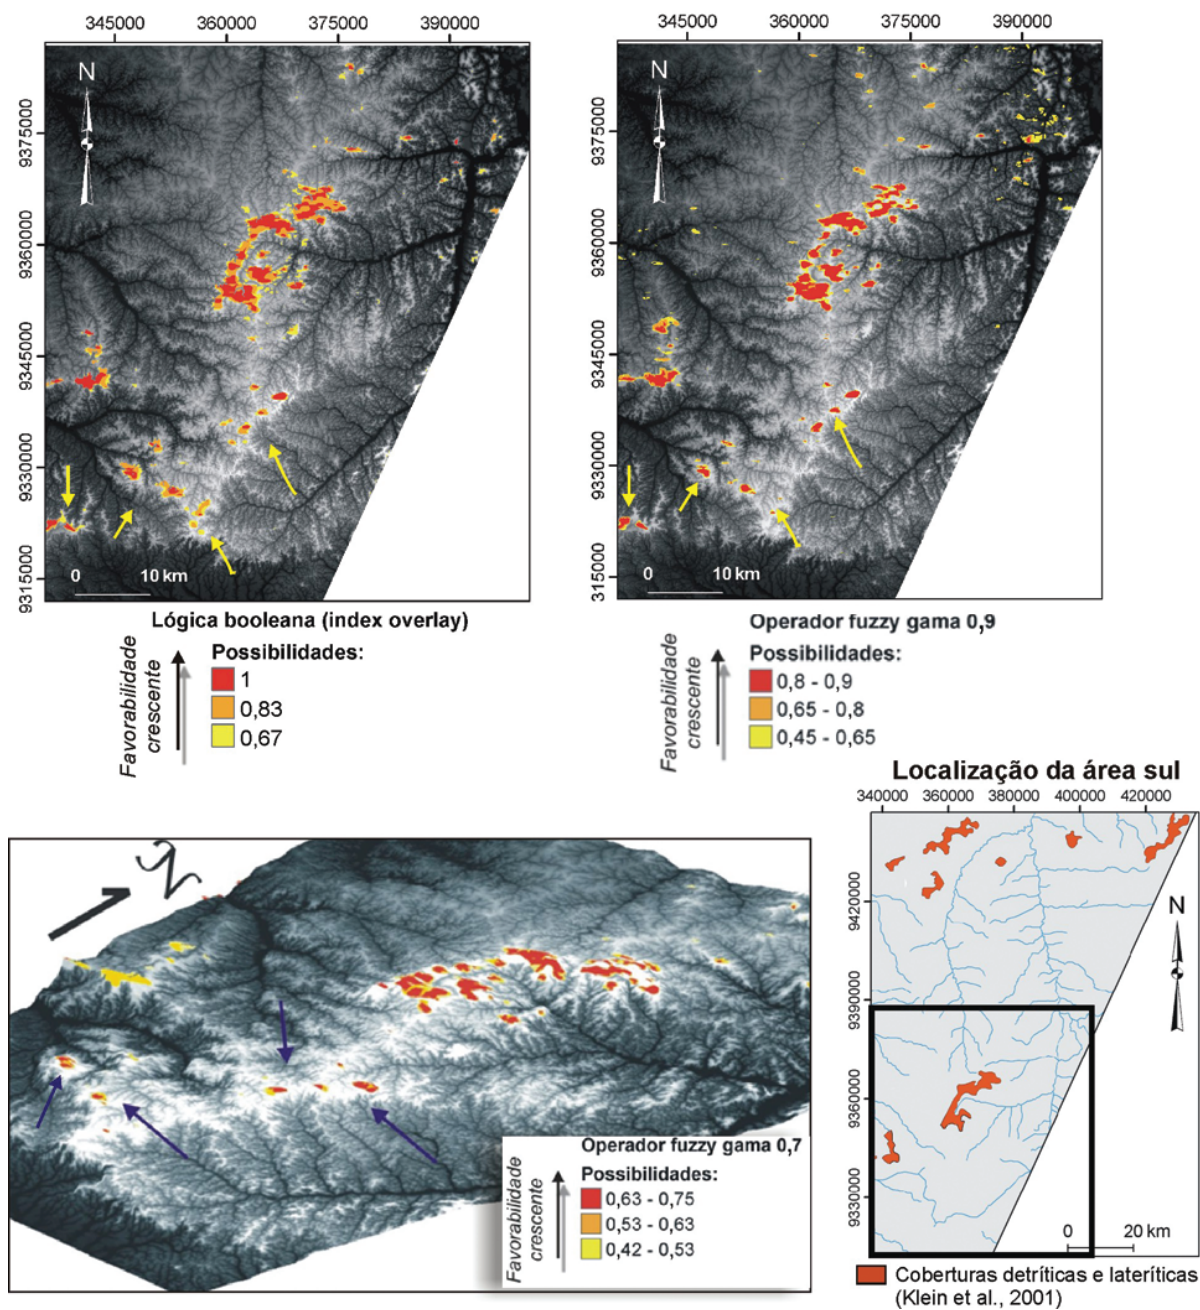 345000 360000 375000 390000
345000 360000 375000 390000
N
N
9375000
9360000
9345000
9330000
9315000
9375000
9360000
9345000
9330000
315000
0 10 km
0 10 km
Lógica booleana (index overlay)
Possibilidades:
1
0,83
0,67
Favorabilidade
crescente
Operador fuzzy gama 0,9
Possibilidades:
0,8 - 0,9
0,65 - 0,8
0,45 - 0,65
Favorabilidade
crescente
N
Operador fuzzy gama 0,7
Possibilidades:
0,63 - 0,75
0,53 - 0,63
0,42 - 0,53
Favorabilidade
crescente
Localização da área sul
340000 360000 380000 400000 420000
9420000
9390000
9360000
9330000
N
0 20 km
Coberturas detríticas e lateríticas
(Klein et al., 2001)